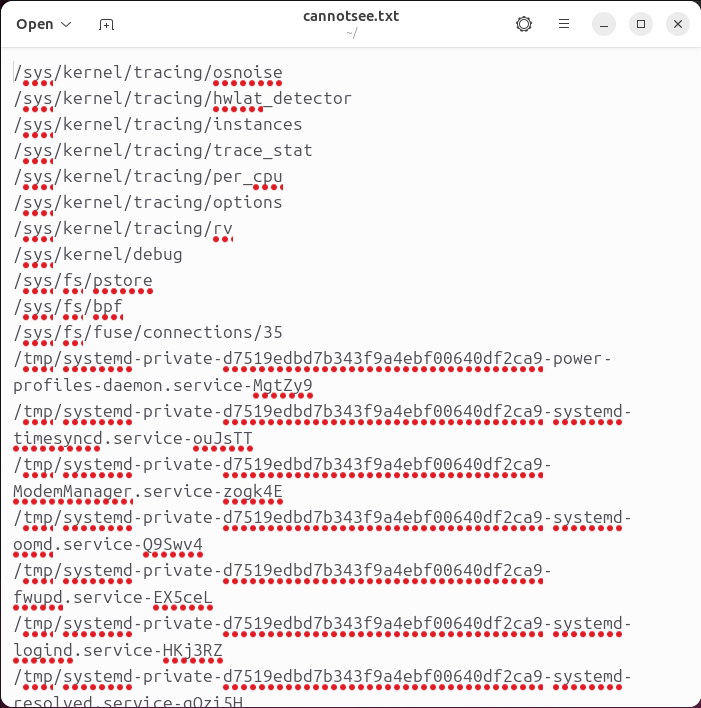 Open
cannotsee.txt
~/
/sys/kernel/tracing/osnoise
/sys/kernel/tracing/hwlat_detector
/sys/kernel/tracing/instances
/sys/kernel/tracing/trace_stat
/sys/kernel/tracing/per_cpu
/sys/kernel/tracing/options
/sys/kernel/tracing/rv
/sys/kernel/debug
/sys/fs/pstore
/sys/fs/bpf
/sys/fs/fuse/connections/35
/tmp/systemd-private-d7519edbd7b343f9a4ebf00640df2ca9-power-
profiles-daemon.service-MgtZy9
/tmp/systemd-private-d7519edbd7b343f9a4ebf00640df2ca9-systemd-
timesyncd.service-ouJsTT
/tmp/systemd-private-d7519edbd7b343f9a4ebf00640df2ca9-
ModemManager.service-zogk4E
/tmp/systemd-private-d7519edbd7b343f9a4ebf00640df2ca9-systemd-
oomd.service-Q9Swv4
/tmp/systemd-private-d7519edbd7b343f9a4ebf00640df2ca9-
fwupd.service-EX5ceL
/tmp/systemd-private-d7519edbd7b343f9a4ebf00640df2ca9-systemd-
logind.service-HKj3RZ
/tmp/systemd-private-d7519edbd7b343f9a4ebf00640df2ca9-systemd-